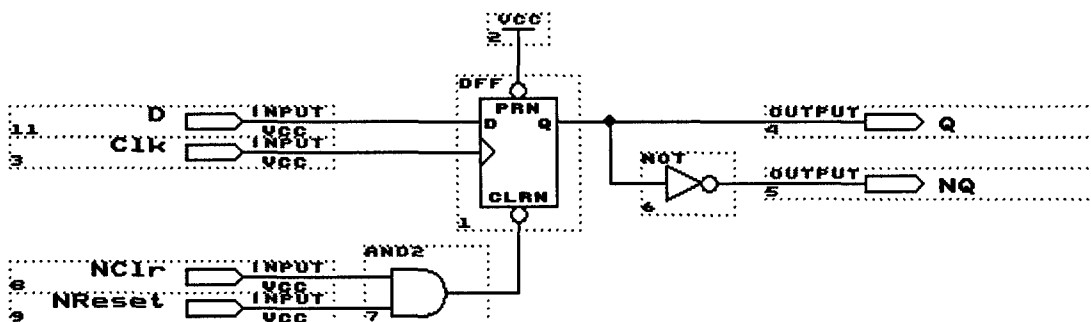 VCC
2
DFF
PRN
D INPUT D Q OUTPUT Q
11 VCC 4
Clk INPUT
3 VCC
NOT OUTPUT NQ
6 5
CLRN
1
AND2
NClr INPUT
8 VCC
NReset INPUT
9 VCC 7